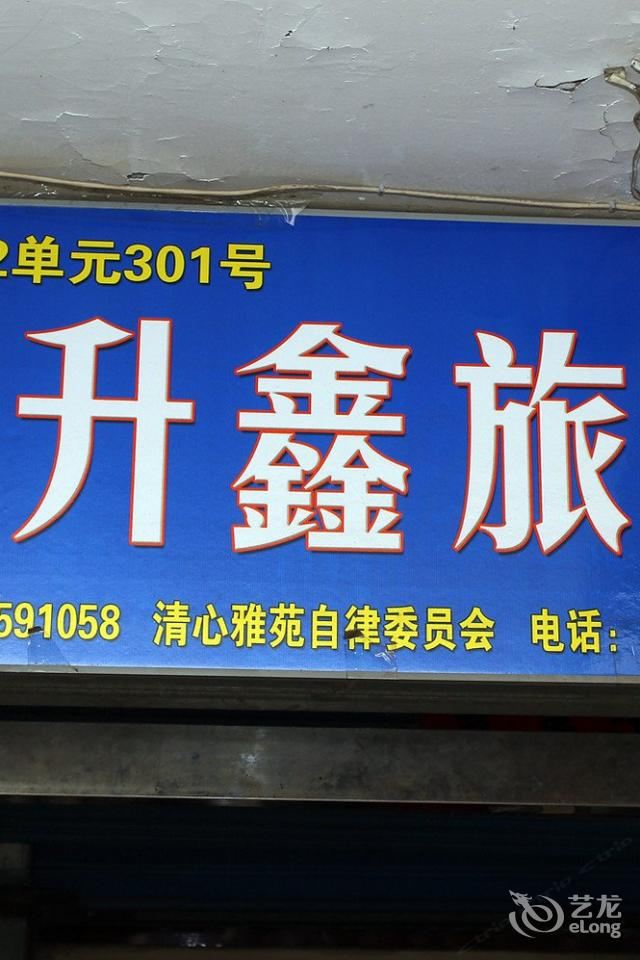 2单元301号
升鑫旅
591058 清心雅苑自律委员会 电话:
艺龙
eLong